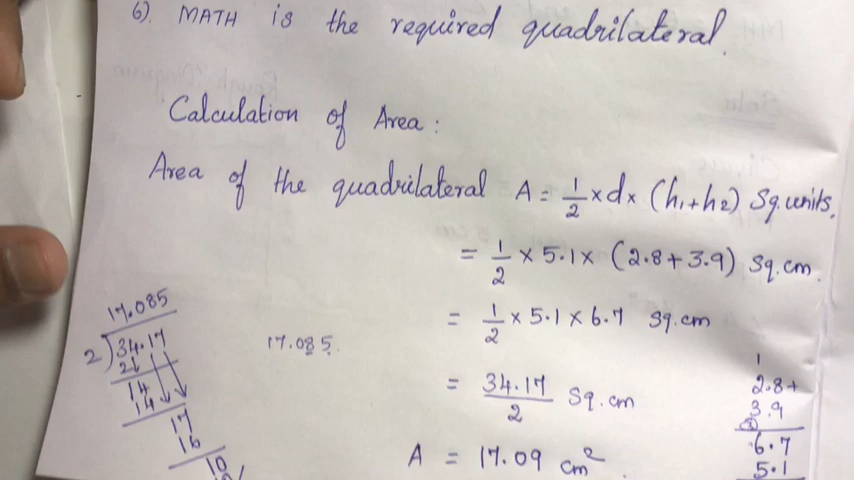 6). MATH is the required quadrilateral.
Calculation of Area:
Area of the quadrilateral A = 1/2 × d × (h1+h2) Sq.units.
= 1/2 × 5.1 × (2.8+3.9) Sq.cm.
= 1/2 × 5.1 × 6.7 Sq.cm
= 34.17/2 Sq.cm
A = 17.09 cm².
17.085
2)34.17
2↓
14
14
17
16
10
17.085.
1
2.8+
3.9
6.7
5.1